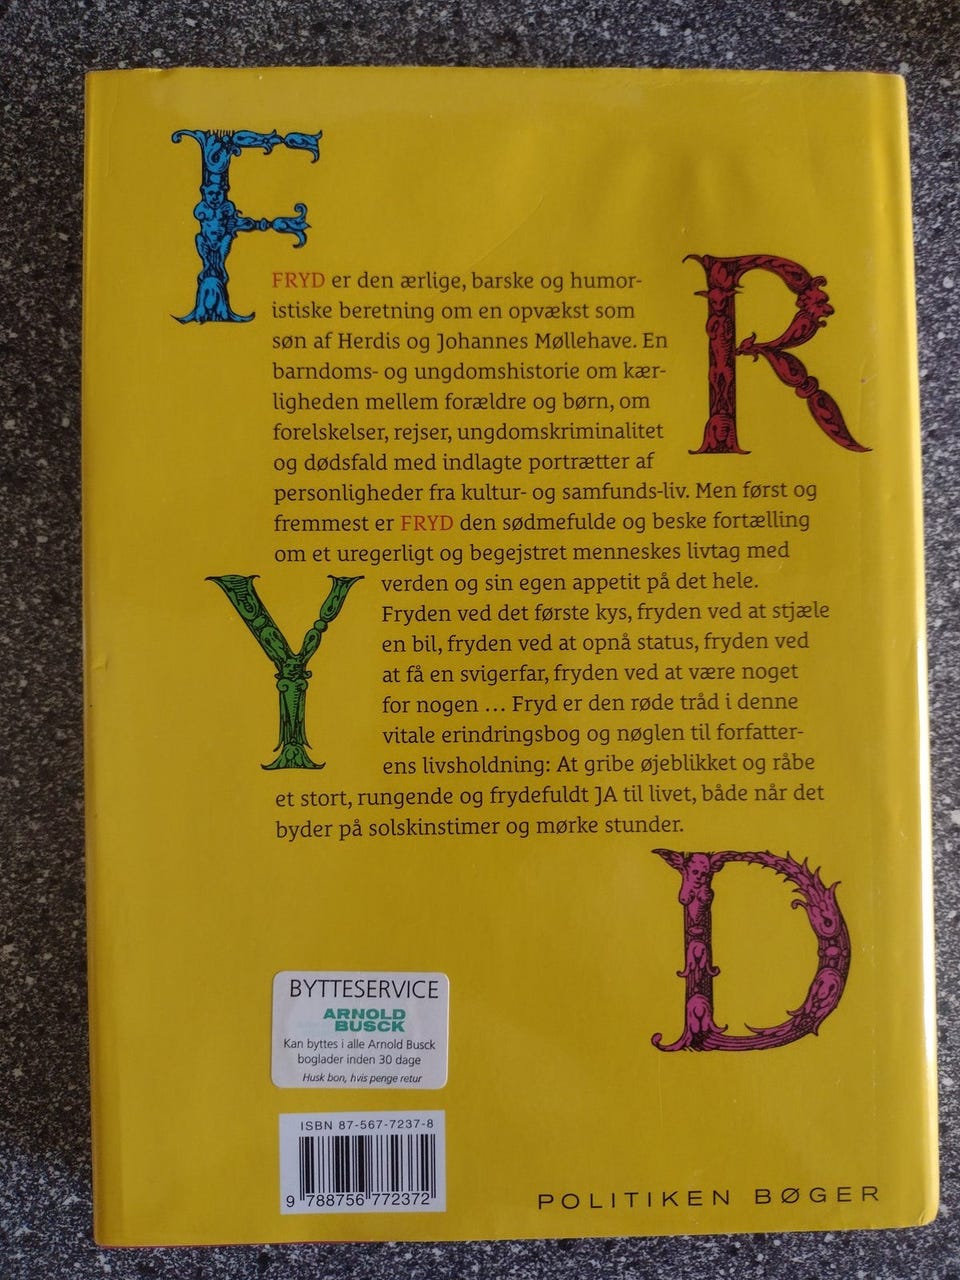 F
R
FRYD er den ærlige, barske og humor-
istiske beretning om en opvækst som
søn af Herdis og Johannes Møllehave. En
barndoms- og ungdomshistorie om kær-
ligheden mellem forældre og børn, om
forelskelser, rejser, ungdomskriminalitet
og dødsfald med indlagte portrætter af
personligheder fra kultur- og samfunds-liv. Men først og
fremmest er FRYD den sødmefulde og beske fortælling
om et uregerligt og begejstret menneskes livtag med
verden og sin egen appetit på det hele.
Y
Fryden ved det første kys, fryden ved at stjæle
en bil, fryden ved at opnå status, fryden ved
at få en svigerfar, fryden ved at være noget
for nogen ... Fryd er den røde tråd i denne
vitale erindringsbog og nøglen til forfatter-
ens livsholdning: At gribe øjeblikket og råbe
et stort, rungende og frydefuldt JA til livet, både når det
byder på solskinstimer og mørke stunder.
D
BYTTESERVICE
ARNOLD
BUSCK
Kan byttes i alle Arnold Busck
boglader inden 30 dage
Husk bon, hvis penge retur
ISBN 87-567-7237-8
9 788756 772372
POLITIKEN BØGER